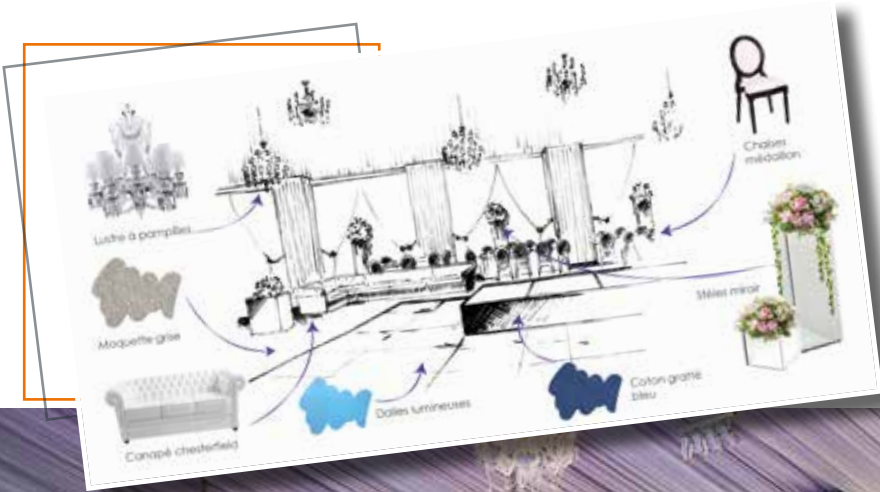 Chaises
médaillon
Lustre à pampilles
Stèles miroir
Moquette grise
Coton gratté
bleu
Dalles lumineuses
Canapé chesterfield